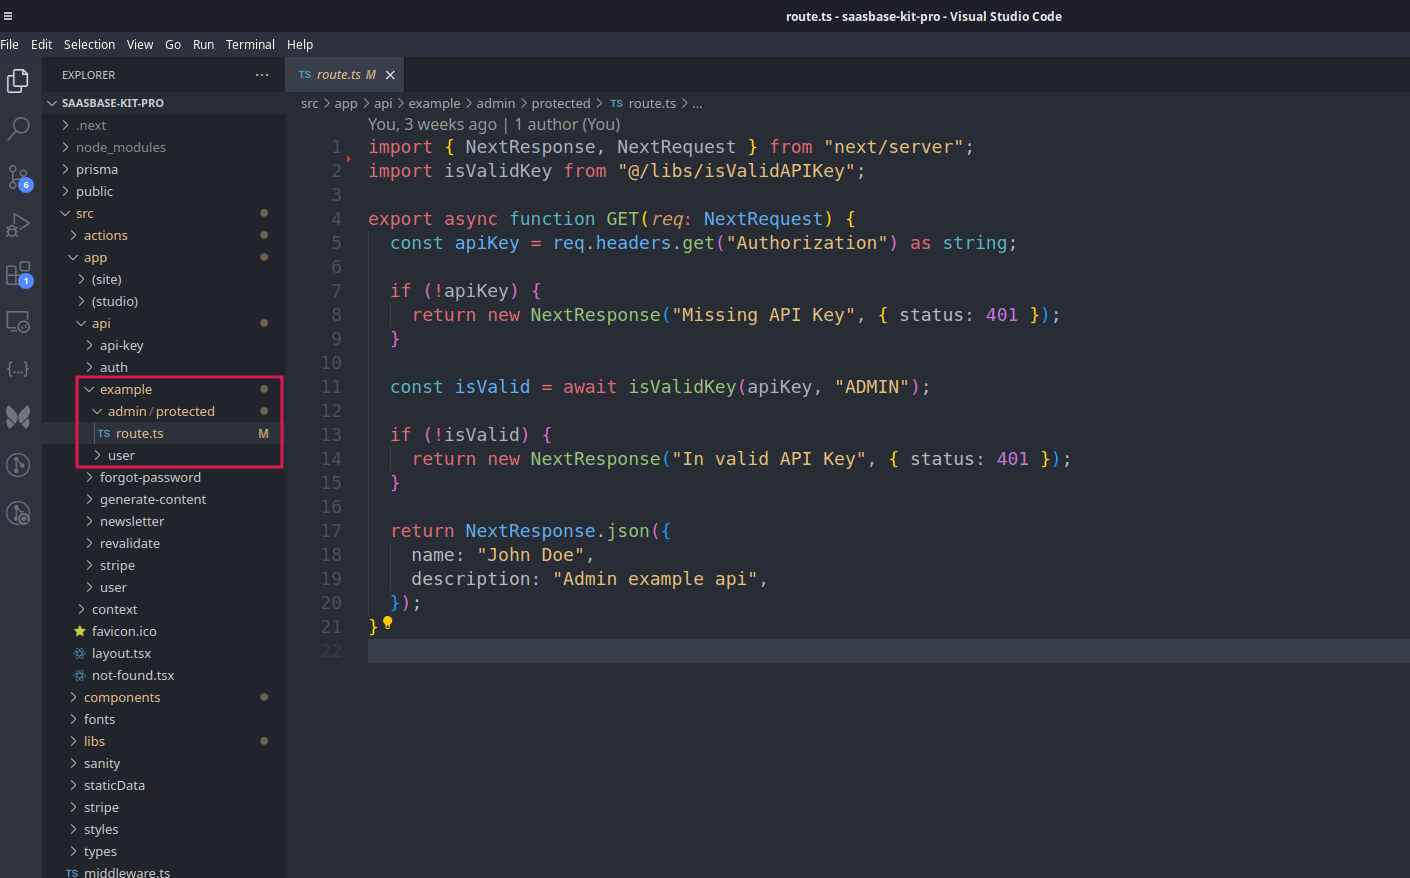 route.ts - saasbase-kit-pro - Visual Studio Code
File Edit Selection View Go Run Terminal Help
EXPLORER ...
SAASBASE-KIT-PRO
.next
node_modules
prisma
public
src
actions
app
(site)
(studio)
api
api-key
auth
example
admin/protected
TS route.ts M
user
forgot-password
generate-content
newsletter
revalidate
stripe
user
context
favicon.ico
layout.tsx
not-found.tsx
components
fonts
libs
sanity
staticData
stripe
styles
types
TS middleware.ts
6
1
{...}
TS route.ts M ×
src > app > api > example > admin > protected > TS route.ts > ...
You, 3 weeks ago | 1 author (You)
1 import { NextResponse, NextRequest } from "next/server";
2 import isValidKey from "@/libs/isValidAPIKey";
3
4 export async function GET(req: NextRequest) {
5 const apiKey = req.headers.get("Authorization") as string;
6
7 if (!apiKey) {
8 return new NextResponse("Missing API Key", { status: 401 });
9 }
10
11 const isValid = await isValidKey(apiKey, "ADMIN");
12
13 if (!isValid) {
14 return new NextResponse("In valid API Key", { status: 401 });
15 }
16
17 return NextResponse.json({
18 name: "John Doe",
19 description: "Admin example api",
20 });
21 }
22